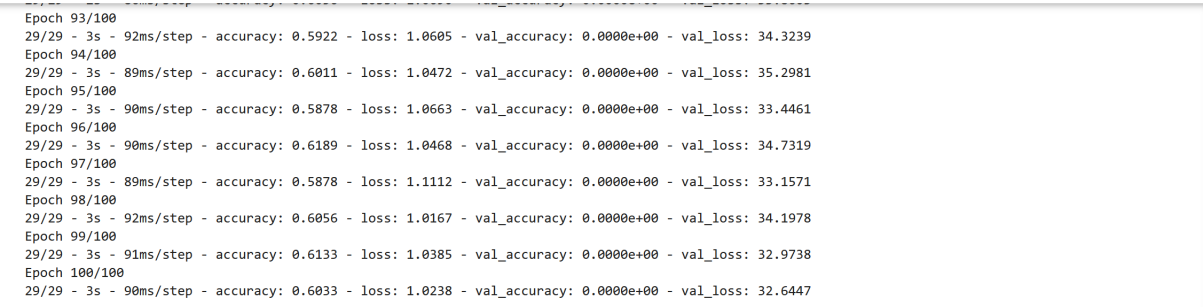 Epoch 93/100
29/29 - 3s - 92ms/step - accuracy: 0.5922 - loss: 1.0605 - val_accuracy: 0.0000e+00 - val_loss: 34.3239
Epoch 94/100
29/29 - 3s - 89ms/step - accuracy: 0.6011 - loss: 1.0472 - val_accuracy: 0.0000e+00 - val_loss: 35.2981
Epoch 95/100
29/29 - 3s - 90ms/step - accuracy: 0.5878 - loss: 1.0663 - val_accuracy: 0.0000e+00 - val_loss: 33.4461
Epoch 96/100
29/29 - 3s - 90ms/step - accuracy: 0.6189 - loss: 1.0468 - val_accuracy: 0.0000e+00 - val_loss: 34.7319
Epoch 97/100
29/29 - 3s - 89ms/step - accuracy: 0.5878 - loss: 1.1112 - val_accuracy: 0.0000e+00 - val_loss: 33.1571
Epoch 98/100
29/29 - 3s - 92ms/step - accuracy: 0.6056 - loss: 1.0167 - val_accuracy: 0.0000e+00 - val_loss: 34.1978
Epoch 99/100
29/29 - 3s - 91ms/step - accuracy: 0.6133 - loss: 1.0385 - val_accuracy: 0.0000e+00 - val_loss: 32.9738
Epoch 100/100
29/29 - 3s - 90ms/step - accuracy: 0.6033 - loss: 1.0238 - val_accuracy: 0.0000e+00 - val_loss: 32.6447